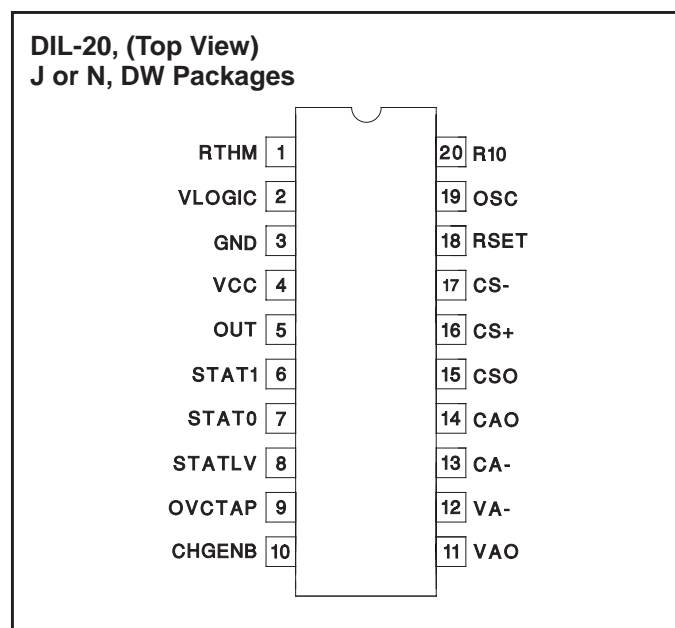 DIL-20, (Top View)
J or N, DW Packages
RTHM 1 20 R10
VLOGIC 2 19 OSC
GND 3 18 RSET
VCC 4 17 CS-
OUT 5 16 CS+
STAT1 6 15 CSO
STAT0 7 14 CAO
STATLV 8 13 CA-
OVCTAP 9 12 VA-
CHGENB 10 11 VAO